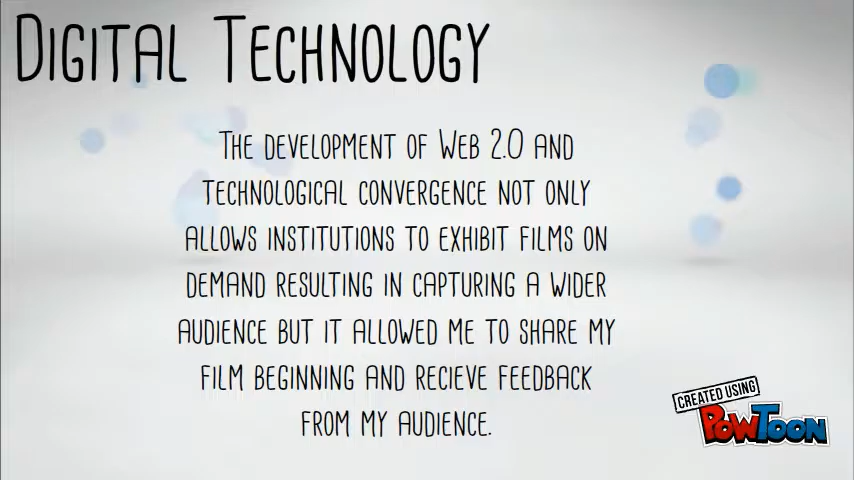 Digital Technology
The development of Web 2.0 and
technological convergence not only
allows institutions to exhibit films on
demand resulting in capturing a wider
audience but it allowed me to share my
film beginning and recieve feedback
from my audience.
CREATED USING
PowToon